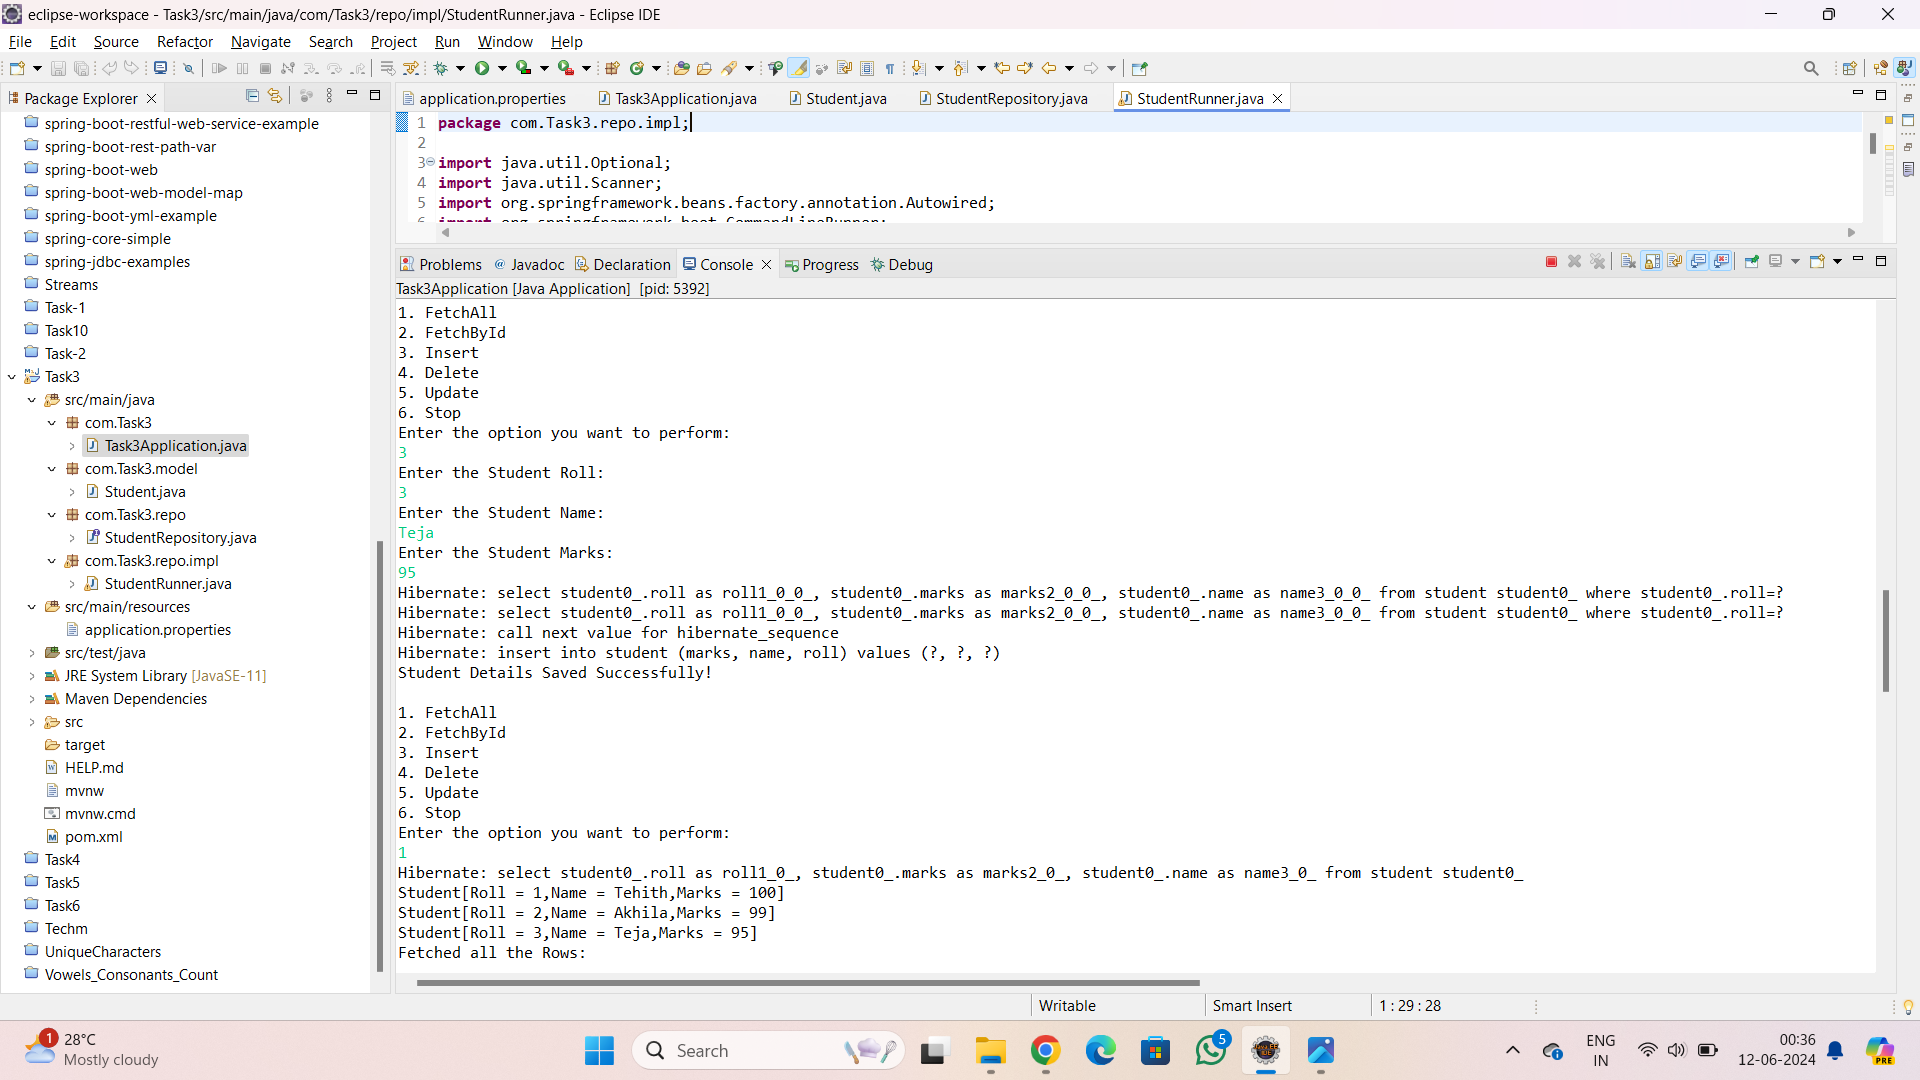 eclipse-workspace - Task3/src/main/java/com/Task3/repo/impl/StudentRunner.java - Eclipse IDE
File Edit Source Refactor Navigate Search Project Run Window Help
Package Explorer
spring-boot-restful-web-service-example
spring-boot-rest-path-var
spring-boot-web
spring-boot-web-model-map
spring-boot-yml-example
spring-core-simple
spring-jdbc-examples
Streams
Task-1
Task10
Task-2
Task3
src/main/java
com.Task3
Task3Application.java
com.Task3.model
Student.java
com.Task3.repo
StudentRepository.java
com.Task3.repo.impl
StudentRunner.java
src/main/resources
application.properties
src/test/java
JRE System Library [JavaSE-11]
Maven Dependencies
src
target
HELP.md
mvnw
mvnw.cmd
pom.xml
Task4
Task5
Task6
Techm
UniqueCharacters
Vowels_Consonants_Count
application.properties Task3Application.java Student.java StudentRepository.java StudentRunner.java
1 package com.Task3.repo.impl;
2
3 import java.util.Optional;
4 import java.util.Scanner;
5 import org.springframework.beans.factory.annotation.Autowired;
6 import org.springframework.boot.CommandLineRunner;
Problems Javadoc Declaration Console Progress Debug
Task3Application [Java Application] [pid: 5392]
1. FetchAll
2. FetchById
3. Insert
4. Delete
5. Update
6. Stop
Enter the option you want to perform:
3
Enter the Student Roll:
3
Enter the Student Name:
Teja
Enter the Student Marks:
95
Hibernate: select student0_.roll as roll1_0_0_, student0_.marks as marks2_0_0_, student0_.name as name3_0_0_ from student student0_ where student0_.roll=?
Hibernate: select student0_.roll as roll1_0_0_, student0_.marks as marks2_0_0_, student0_.name as name3_0_0_ from student student0_ where student0_.roll=?
Hibernate: call next value for hibernate_sequence
Hibernate: insert into student (marks, name, roll) values (?, ?, ?)
Student Details Saved Successfully!
1. FetchAll
2. FetchById
3. Insert
4. Delete
5. Update
6. Stop
Enter the option you want to perform:
1
Hibernate: select student0_.roll as roll1_0_, student0_.marks as marks2_0_, student0_.name as name3_0_ from student student0_
Student[Roll = 1,Name = Tehith,Marks = 100]
Student[Roll = 2,Name = Akhila,Marks = 99]
Student[Roll = 3,Name = Teja,Marks = 95]
Fetched all the Rows:
Writable Smart Insert 1 : 29 : 28
1 28°C
Mostly cloudy
Search
5
ENG
IN
00:36
12-06-2024
PRE